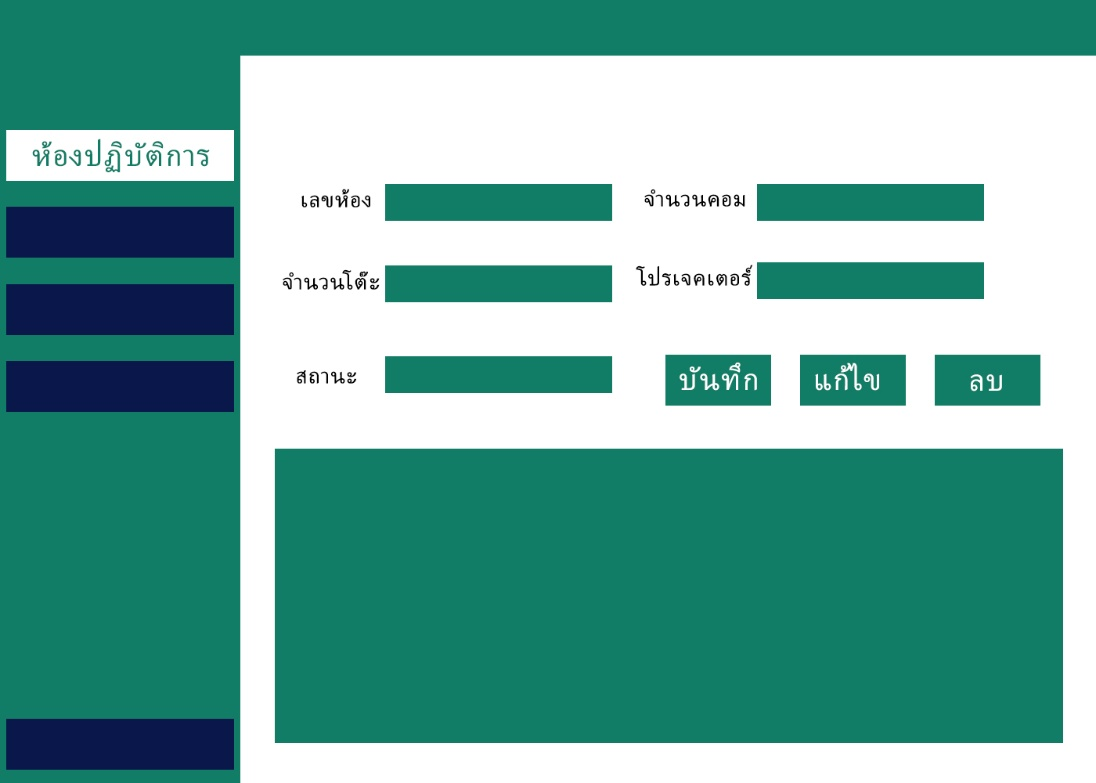 ห้องปฏิบัติการ
เลขห้อง
จำนวนคอม
จำนวนโต๊ะ
โปรเจคเตอร์
สถานะ
บันทึก
แก้ไข
ลบ